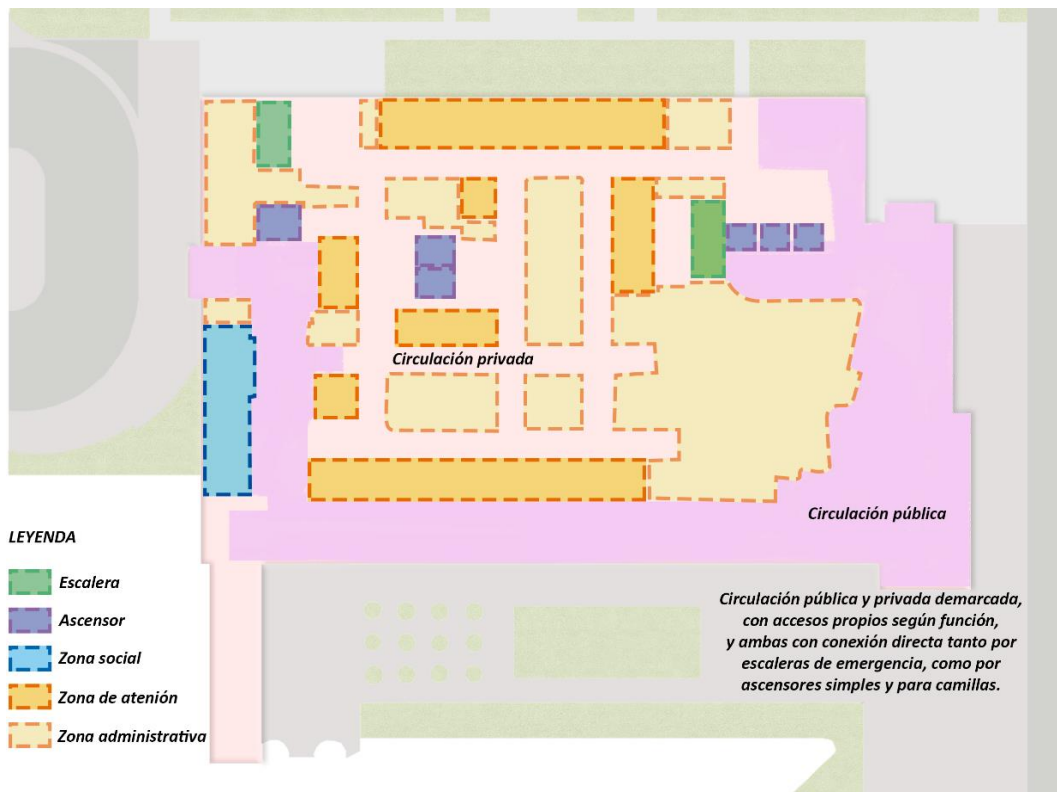 Circulación privada
Circulación pública
LEYENDA
Escalera
Ascensor
Zona social
Zona de atenión
Zona administrativa
Circulación pública y privada demarcada,
con accesos propios según función,
y ambas con conexión directa tanto por
escaleras de emergencia, como por
ascensores simples y para camillas.